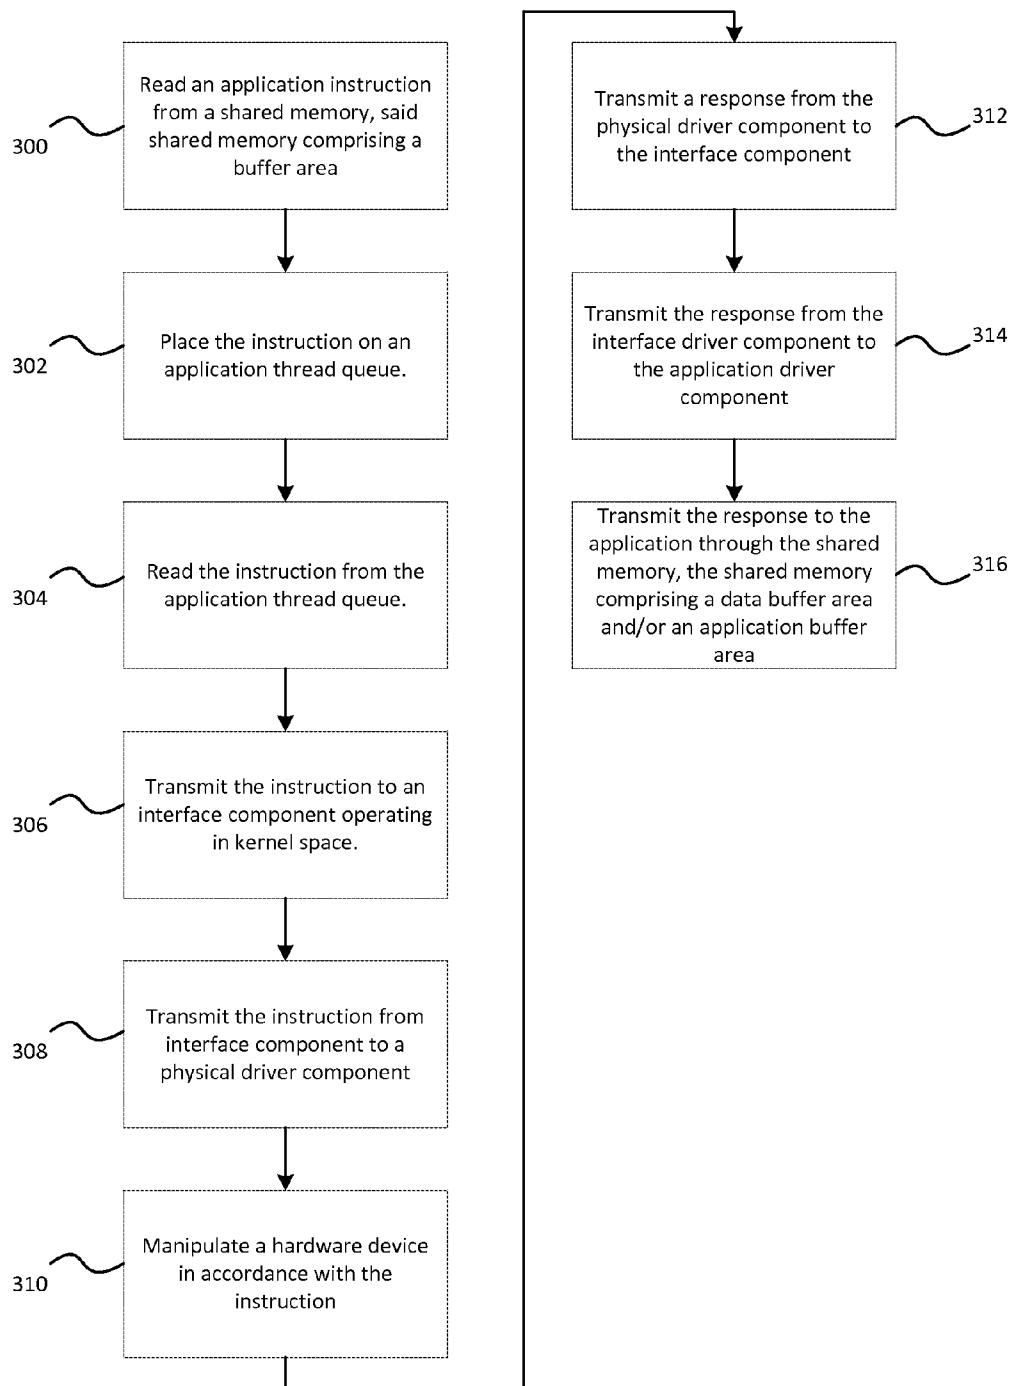 Read an application instruction
from a shared memory, said
shared memory comprising a
buffer area
300
Place the instruction on an
application thread queue.
302
Read the instruction from the
application thread queue.
304
Transmit the instruction to an
interface component operating
in kernel space.
306
Transmit the instruction from
interface component to a
physical driver component
308
Manipulate a hardware device
in accordance with the
instruction
310
Transmit a response from the
physical driver component to
the interface component
312
Transmit the response from the
interface driver component to
the application driver
component
314
Transmit the response to the
application through the shared
memory, the shared memory
comprising a data buffer area
and/or an application buffer
area
316